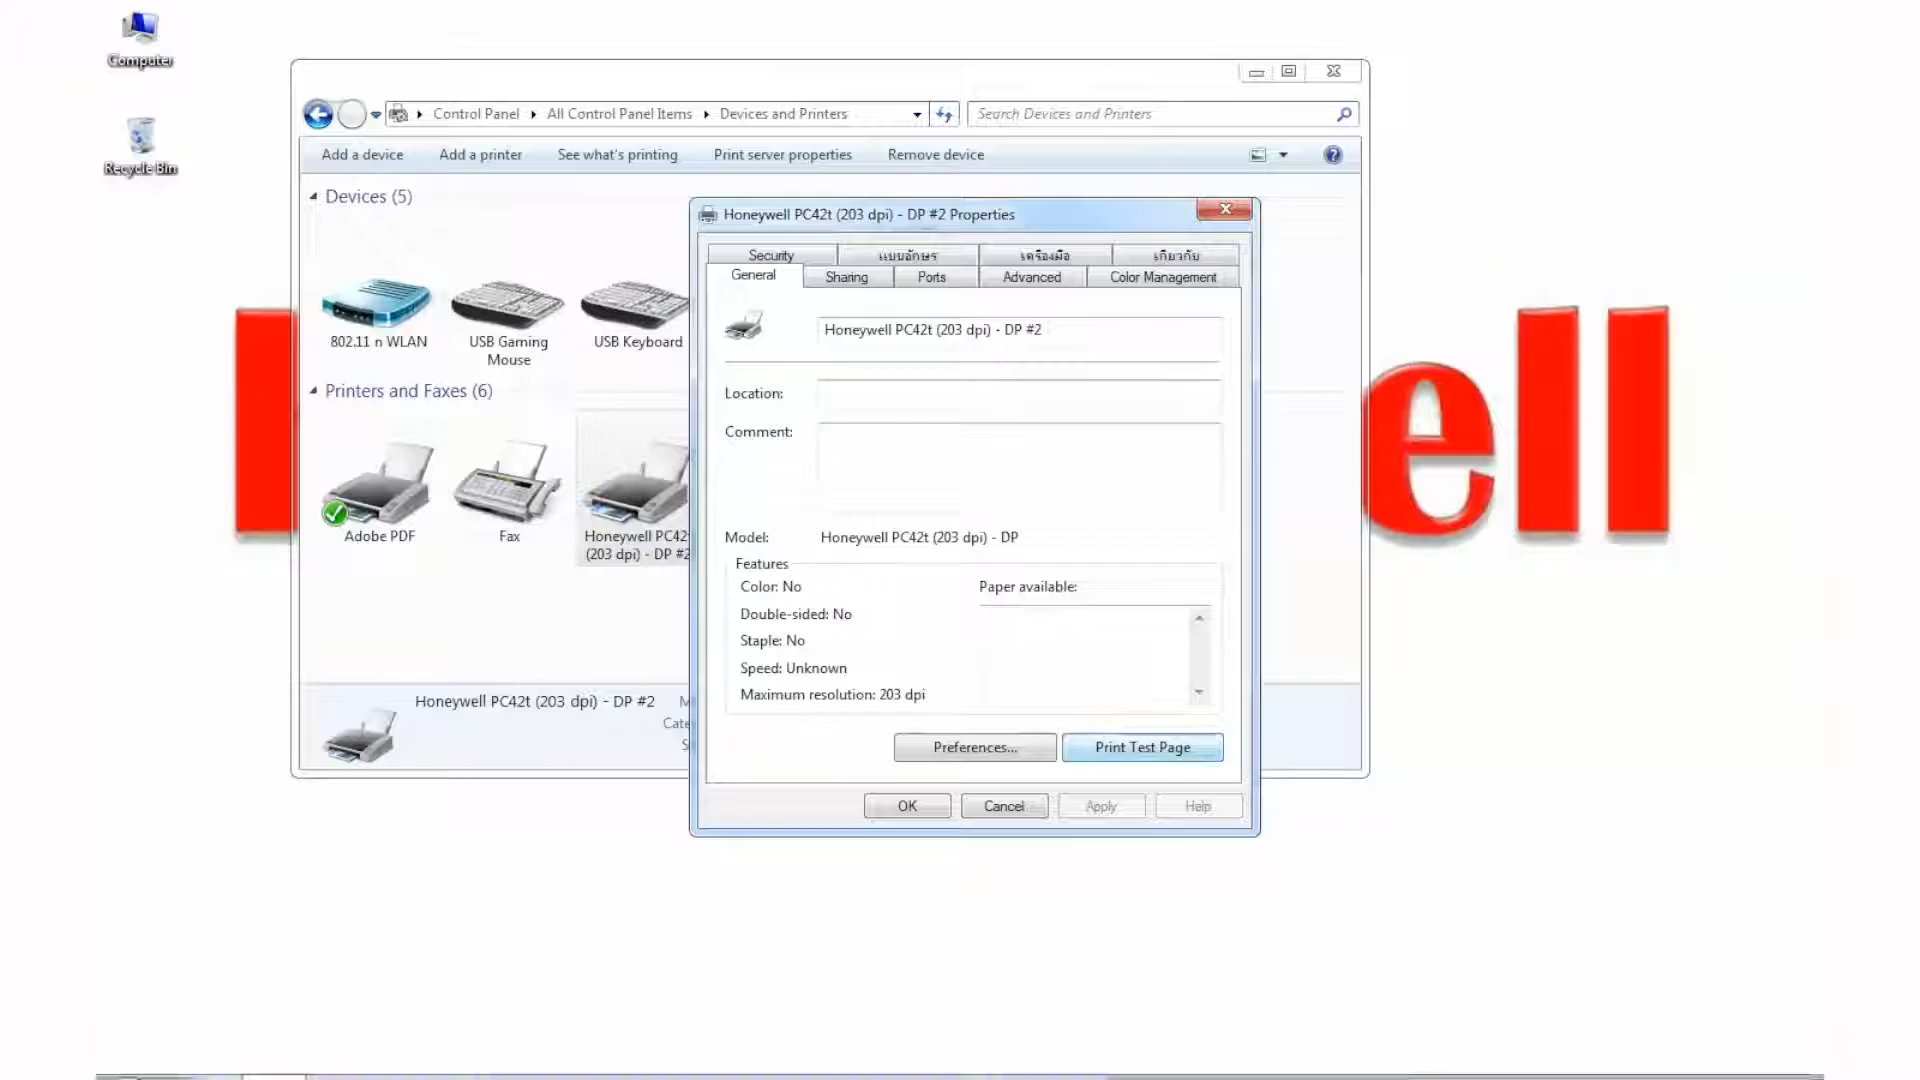 Computer
Recycle Bin
Control Panel
All Control Panel Items
Devices and Printers
Search Devices and Printers
Add a device
Add a printer
See what's printing
Print server properties
Remove device
Devices (5)
802.11 n WLAN
USB Gaming
Mouse
USB Keyboard
Printers and Faxes (6)
Adobe PDF
Fax
Honeywell PC42
(203 dpi) - DP #2
Honeywell PC42t (203 dpi) - DP #2
Honeywell PC42t (203 dpi) - DP #2 Properties
Security
แบบอักษร
เครื่องมือ
เกี่ยวกับ
General
Sharing
Ports
Advanced
Color Management
Honeywell PC42t (203 dpi) - DP #2
Location:
Comment:
Model: Honeywell PC42t (203 dpi) - DP
Features
Color: No
Paper available:
Double-sided: No
Staple: No
Speed: Unknown
Maximum resolution: 203 dpi
Preferences...
Print Test Page
OK
Cancel
Apply
Help
ell